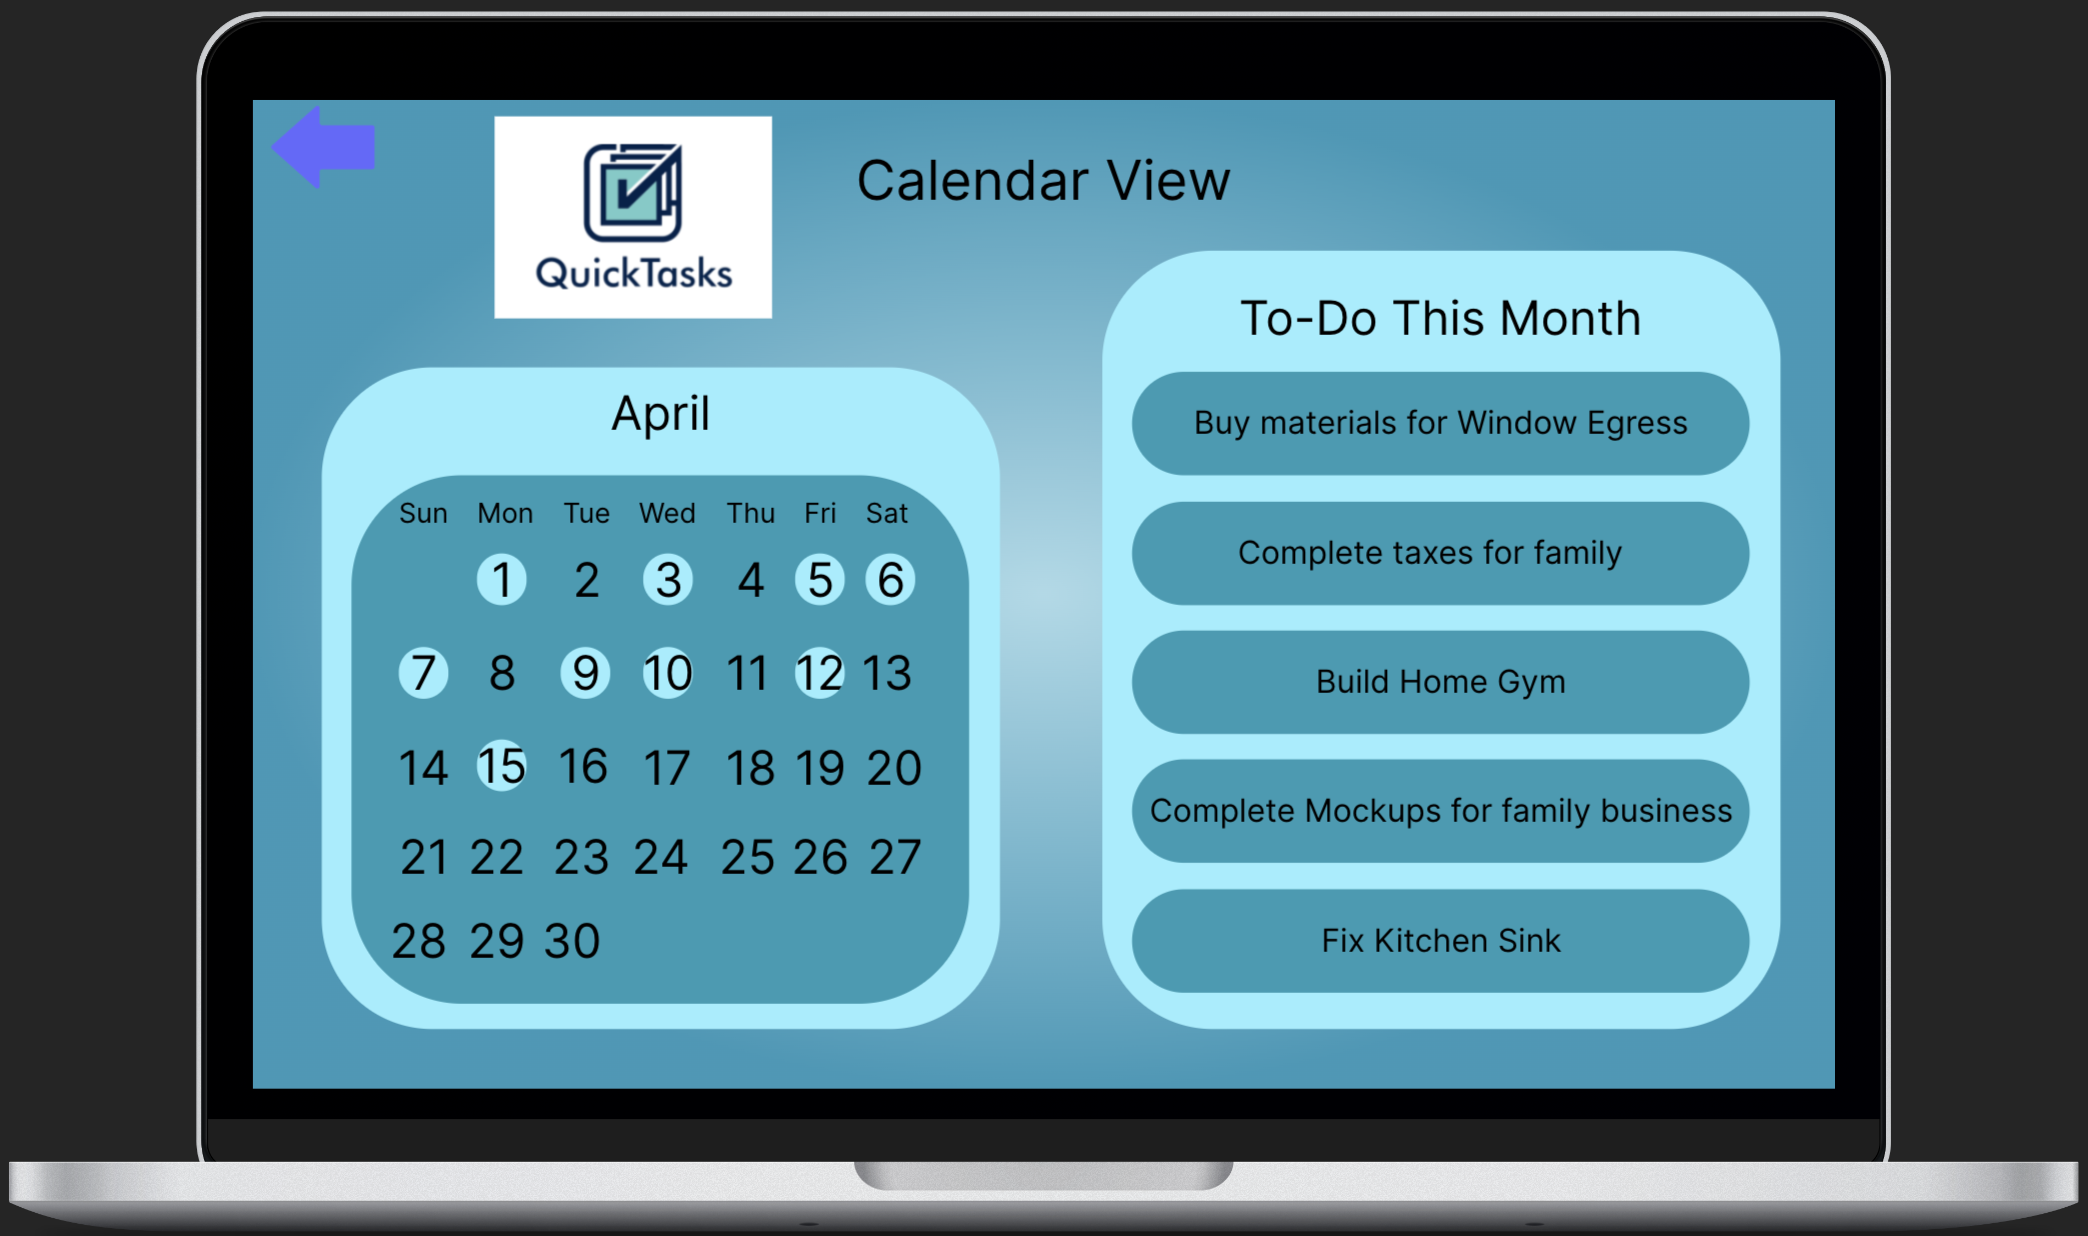 QuickTasks
Calendar View
April
Sun Mon Tue Wed Thu Fri Sat
1 2 3 4 5 6
7 8 9 10 11 12 13
14 15 16 17 18 19 20
21 22 23 24 25 26 27
28 29 30
To-Do This Month
Buy materials for Window Egress
Complete taxes for family
Build Home Gym
Complete Mockups for family business
Fix Kitchen Sink